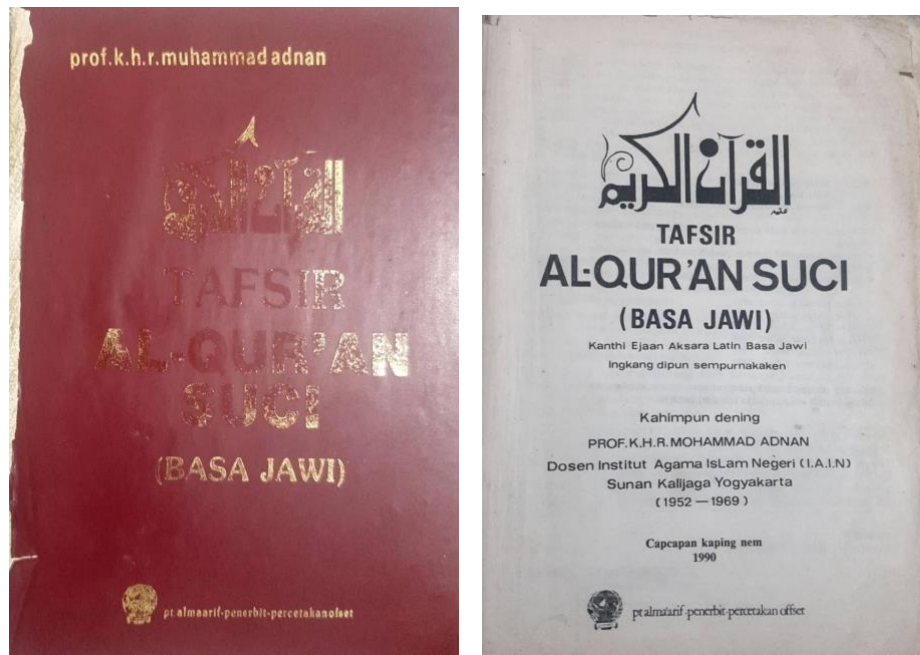 prof.k.h.r.muhammadadnan
القرآن الكريم
TAFSIR
AL-QUR'AN
SUCI
(BASA JAWI)
pt.almaarif-penerbit-percetakanofset
القرآن الكريم
TAFSIR
AL-QUR'AN SUCI
(BASA JAWI)
Kanthi Ejaan Aksara Latin Basa Jawi
Ingkang dipun sempurnakaken
Kahimpun dening
PROF.K.H.R.MOHAMMAD ADNAN
Dosen Institut Agama IsLam Negeri (I.A.I.N)
Sunan Kalijaga Yogyakarta
(1952 — 1969)
Capcapan kaping nem
1990
pt.almaarif-penerbit-percetakan offset